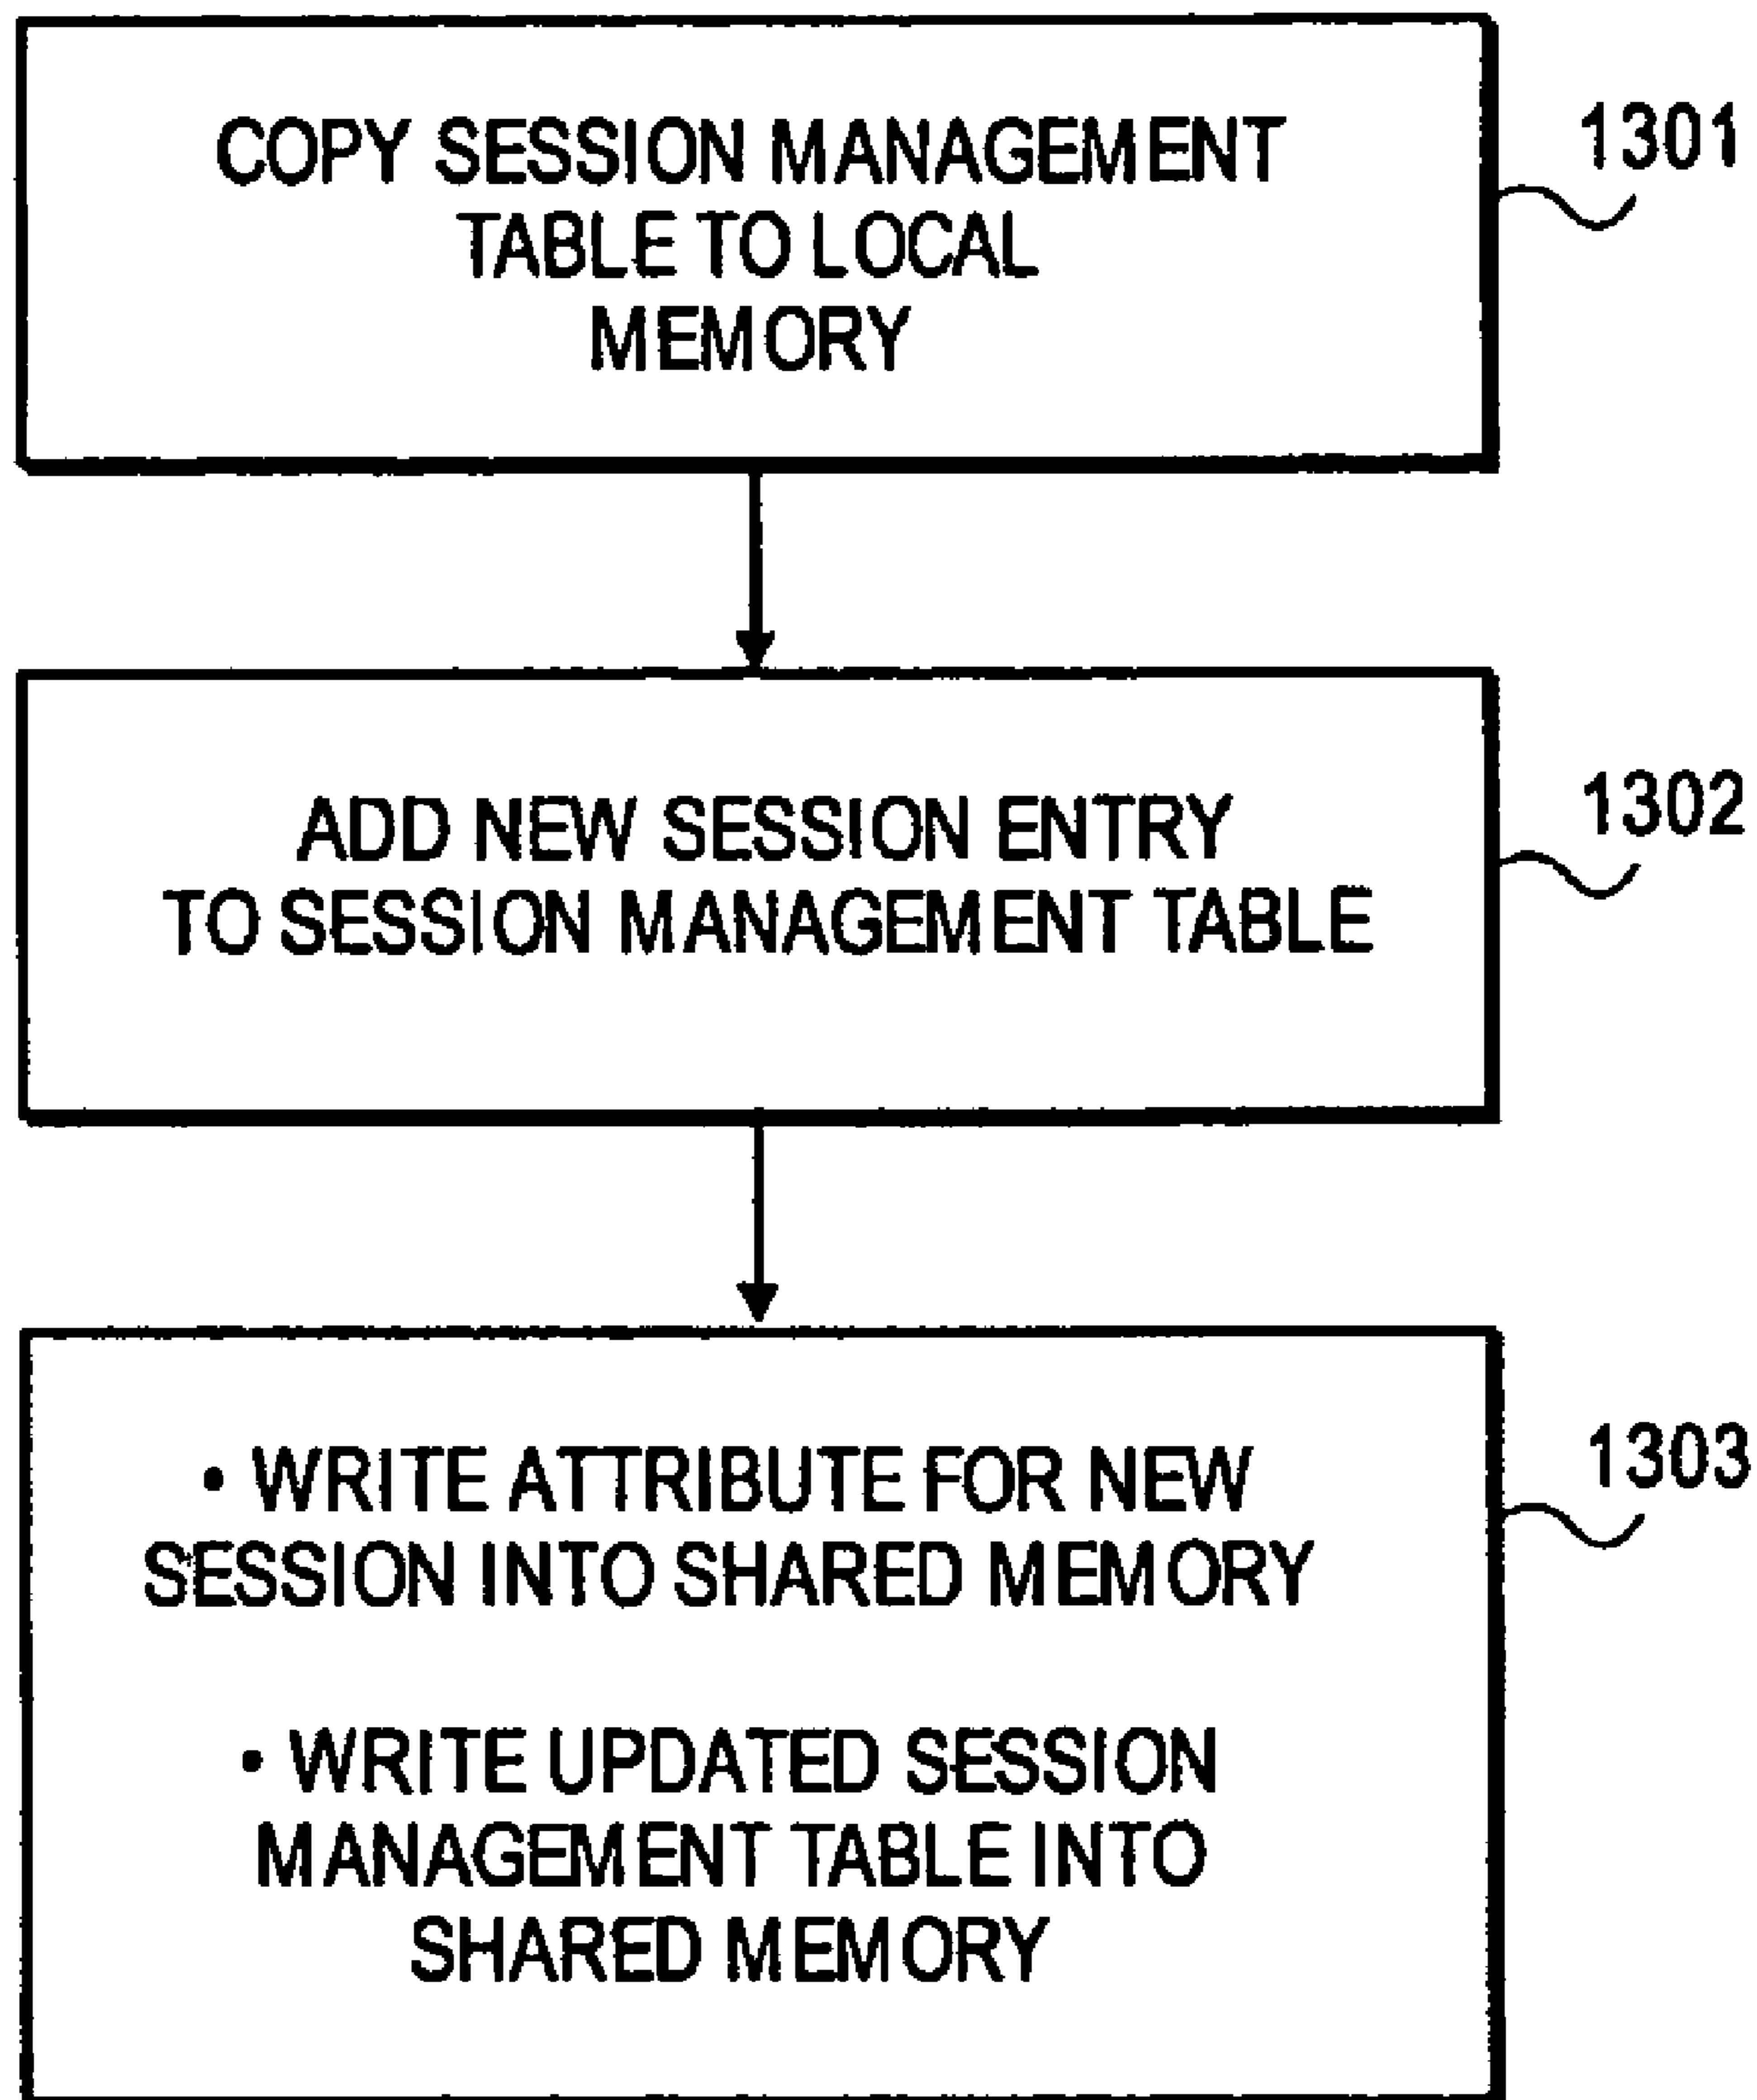 COPY SESSION MANAGEMENT
TABLE TO LOCAL
MEMORY
1301
ADD NEW SESSION ENTRY
TO SESSION MANAGEMENT TABLE
1302
• WRITE ATTRIBUTE FOR NEW
SESSION INTO SHARED MEMORY
1303
• WRITE UPDATED SESSION
MANAGEMENT TABLE INTO
SHARED MEMORY